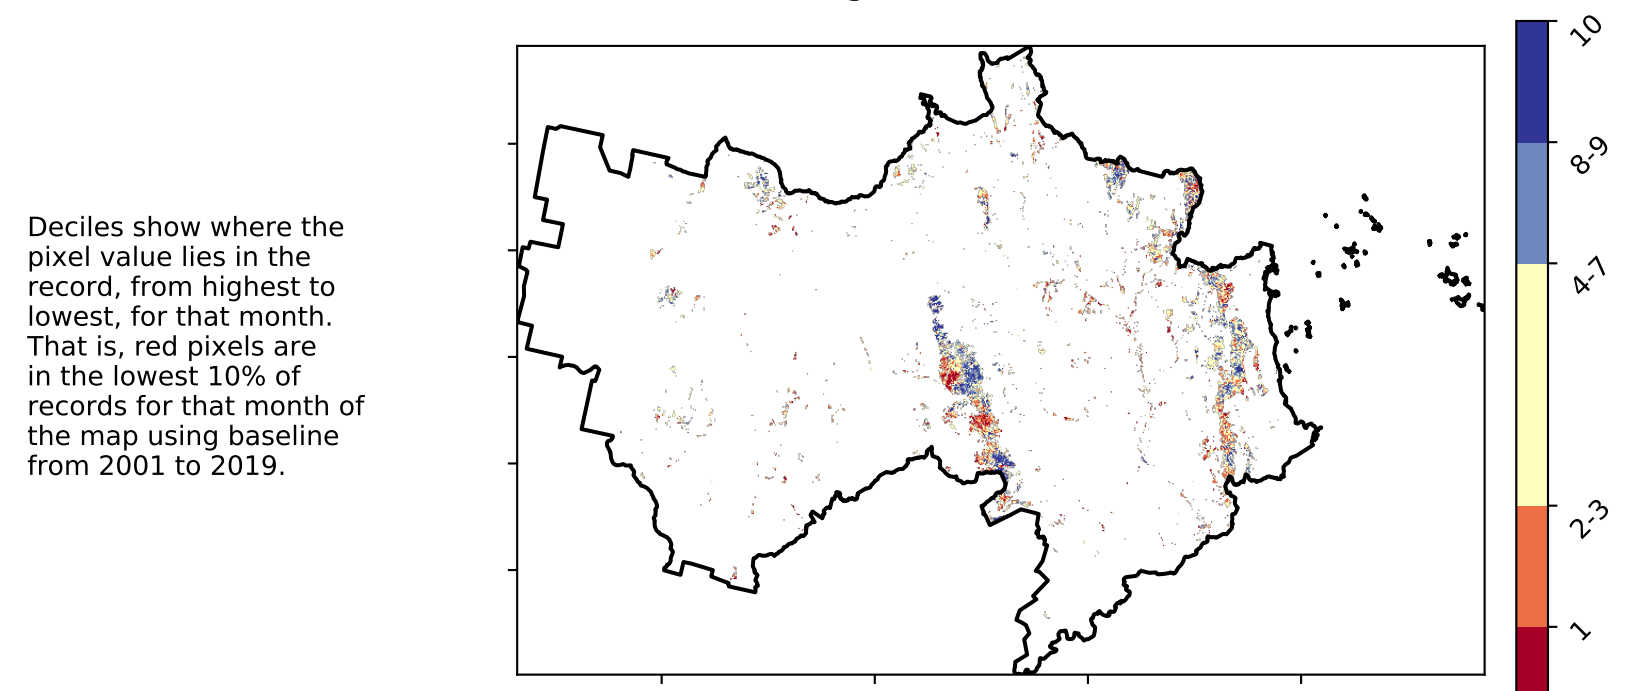 Deciles show where the
pixel value lies in the
record, from highest to
lowest, for that month.
That is, red pixels are
in the lowest 10% of
records for that month of
the map using baseline
from 2001 to 2019.
10
8-9
4-7
2-3
1